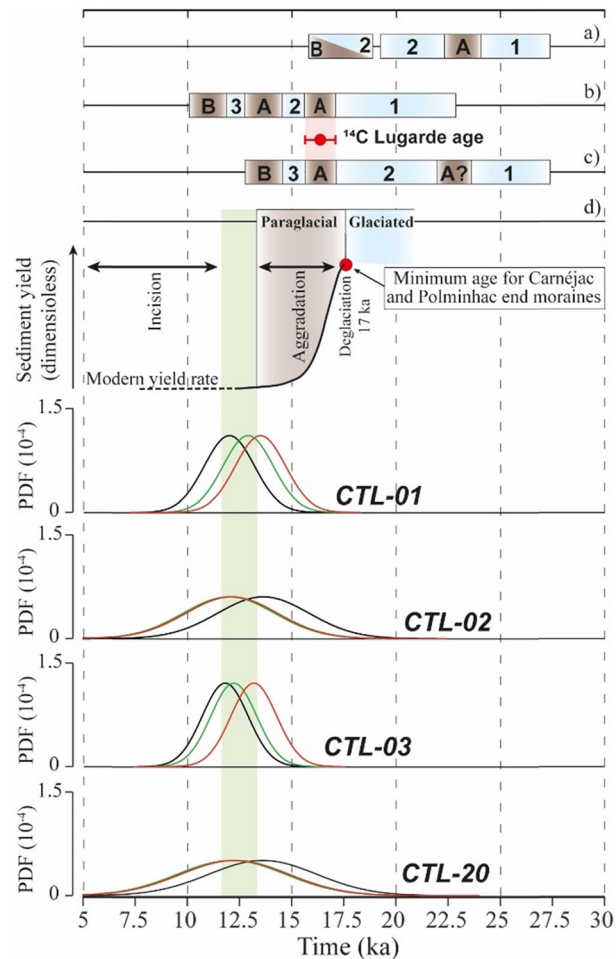 a)
B 2 2 A 1
b)
B 3 A 2 A 1
¹⁴C Lugarde age
c)
B 3 A 2 A? 1
d)
Paraglacial Glaciated
Sediment yield
(dimensioless)
Incision
Aggradation
Deglaciation
17 ka
Minimum age for Carnéjac
and Polminhac end moraines
Modern yield rate
PDF (10⁻⁴)
1.5
0
CTL-01
PDF (10⁻⁴)
1.5
0
CTL-02
PDF (10⁻⁴)
1.5
0
CTL-03
PDF (10⁻⁴)
1.5
0
CTL-20
5 10 12.5 15 17.5 20 22.5 25 27.5 30
Time (ka)